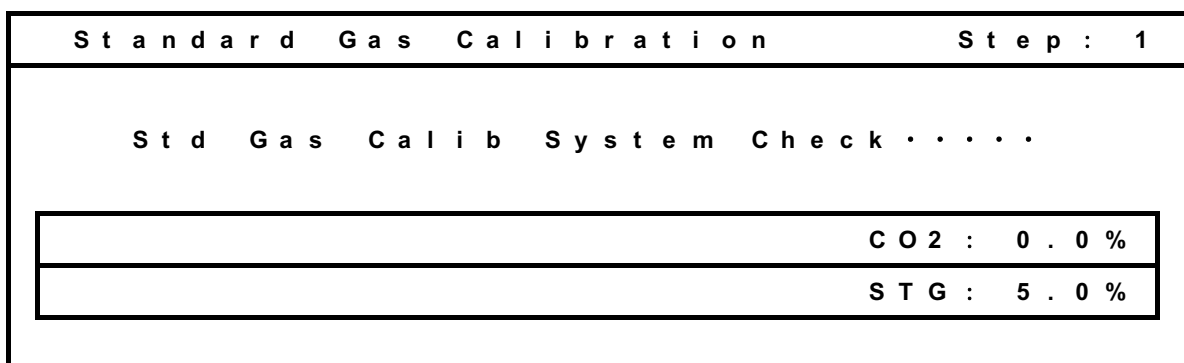 Standard Gas Calibration Step: 1
Std Gas Calib System Check・・・・・
CO2: 0.0%
STG: 5.0%